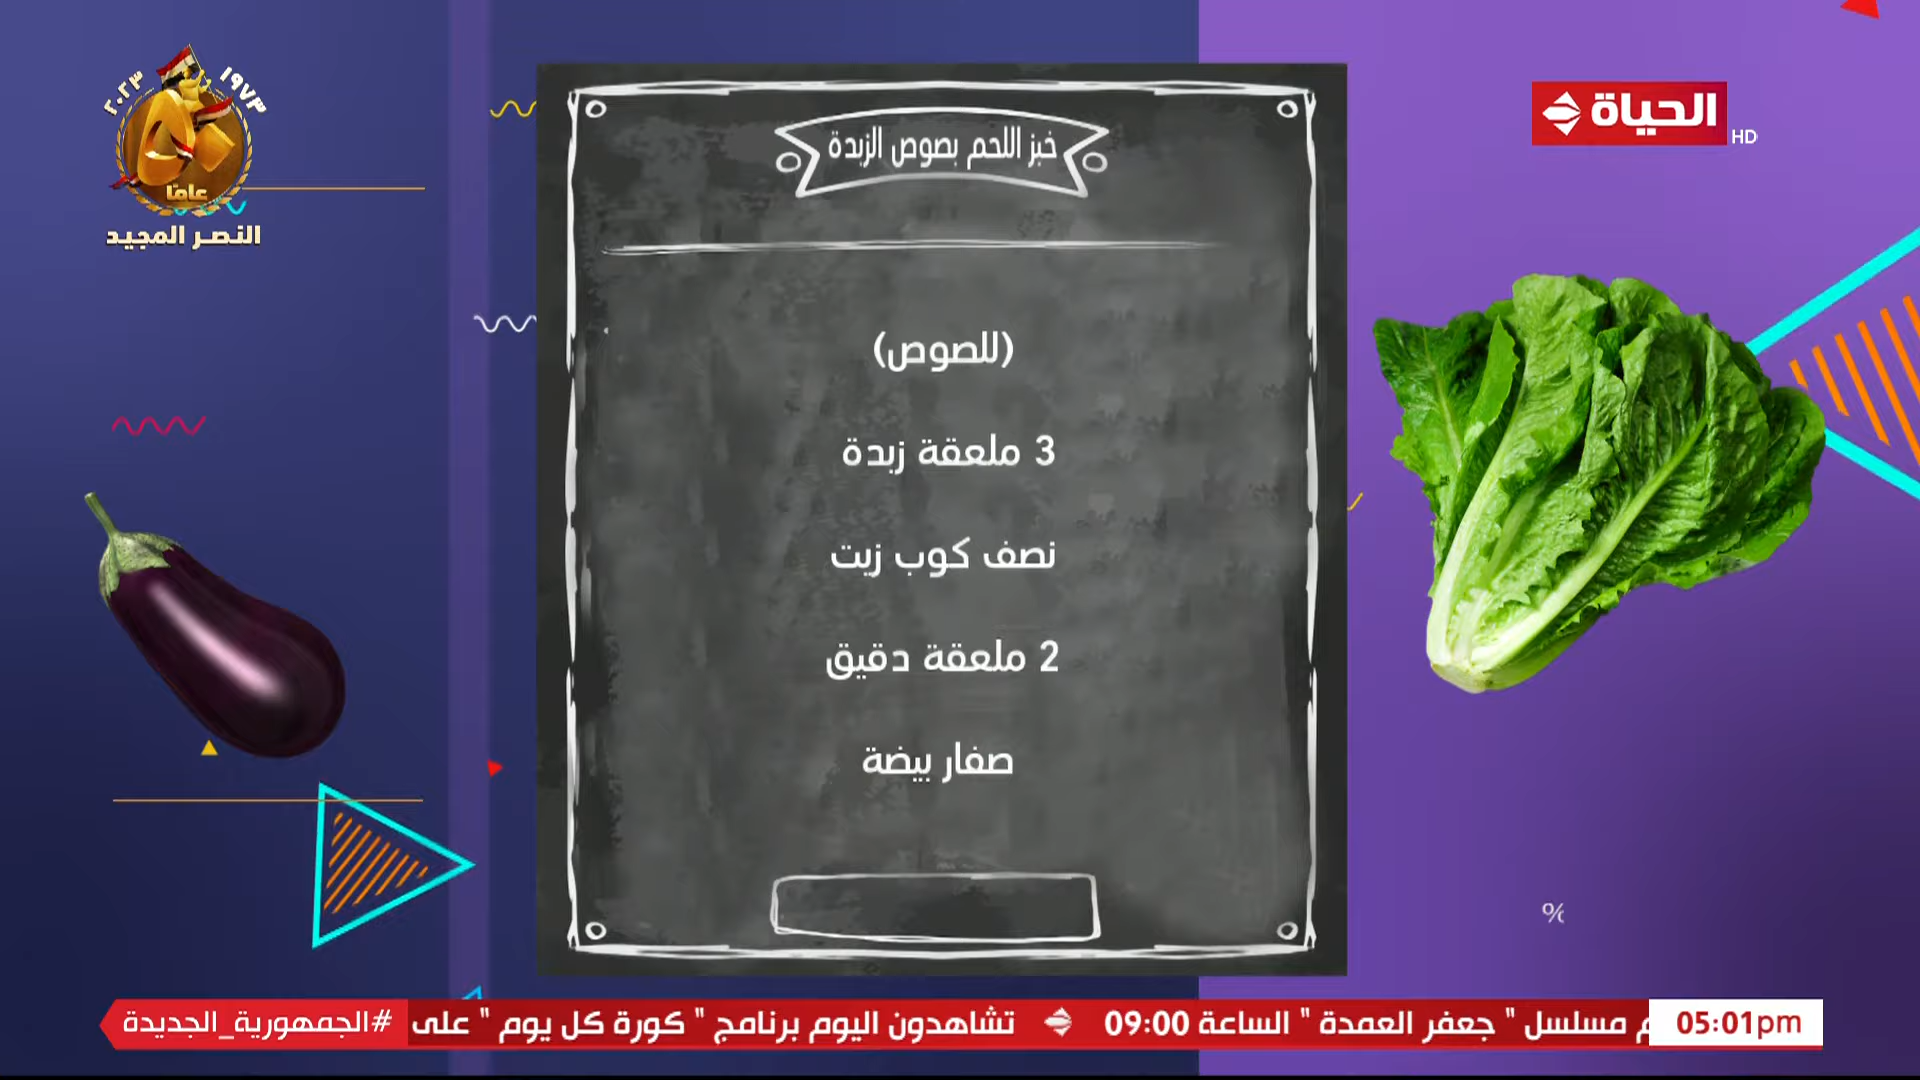 ١٩٧٣
٢٠٢٣
٥٠
عامًا
النصر المجيد
الحياة
HD
خبز اللحم بصوص الزبدة
(للصوص)
3 ملعقة زبدة
نصف كوب زيت
2 ملعقة دقيق
صفار بيضة
%
#الجمهورية_الجديدة
م مسلسل " جعفر العمدة " الساعة 09:00 تشاهدون اليوم برنامج " كورة كل يوم " على
05:01pm